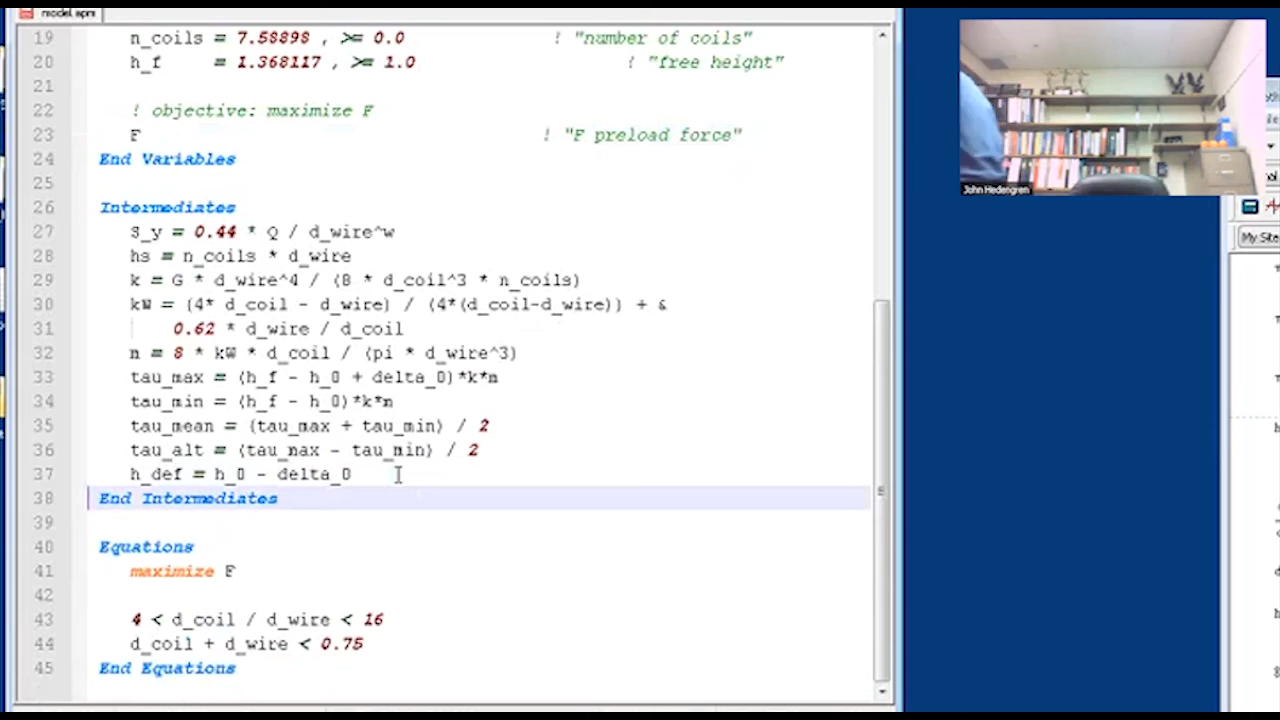 model.apm
19 n_coils = 7.58898 , >= 0.0 ! "number of coils"
20 h_f = 1.368117 , >= 1.0 ! "free height"
21
22 ! objective: maximize F
23 F ! "F preload force"
24 End Variables
25
26 Intermediates
27 S_y = 0.44 * Q / d_wire^w
28 hs = n_coils * d_wire
29 k = G * d_wire^4 / (8 * d_coil^3 * n_coils)
30 kW = (4* d_coil - d_wire) / (4*(d_coil-d_wire)) + &
31 0.62 * d_wire / d_coil
32 n = 8 * kW * d_coil / (pi * d_wire^3)
33 tau_max = (h_f - h_0 + delta_0)*k*n
34 tau_min = (h_f - h_0)*k*n
35 tau_mean = (tau_max + tau_min) / 2
36 tau_alt = (tau_max - tau_min) / 2
37 h_def = h_0 - delta_0
38 End Intermediates
39
40 Equations
41 maximize F
42
43 4 < d_coil / d_wire < 16
44 d_coil + d_wire < 0.75
45 End Equations
John Hedengren
My Site